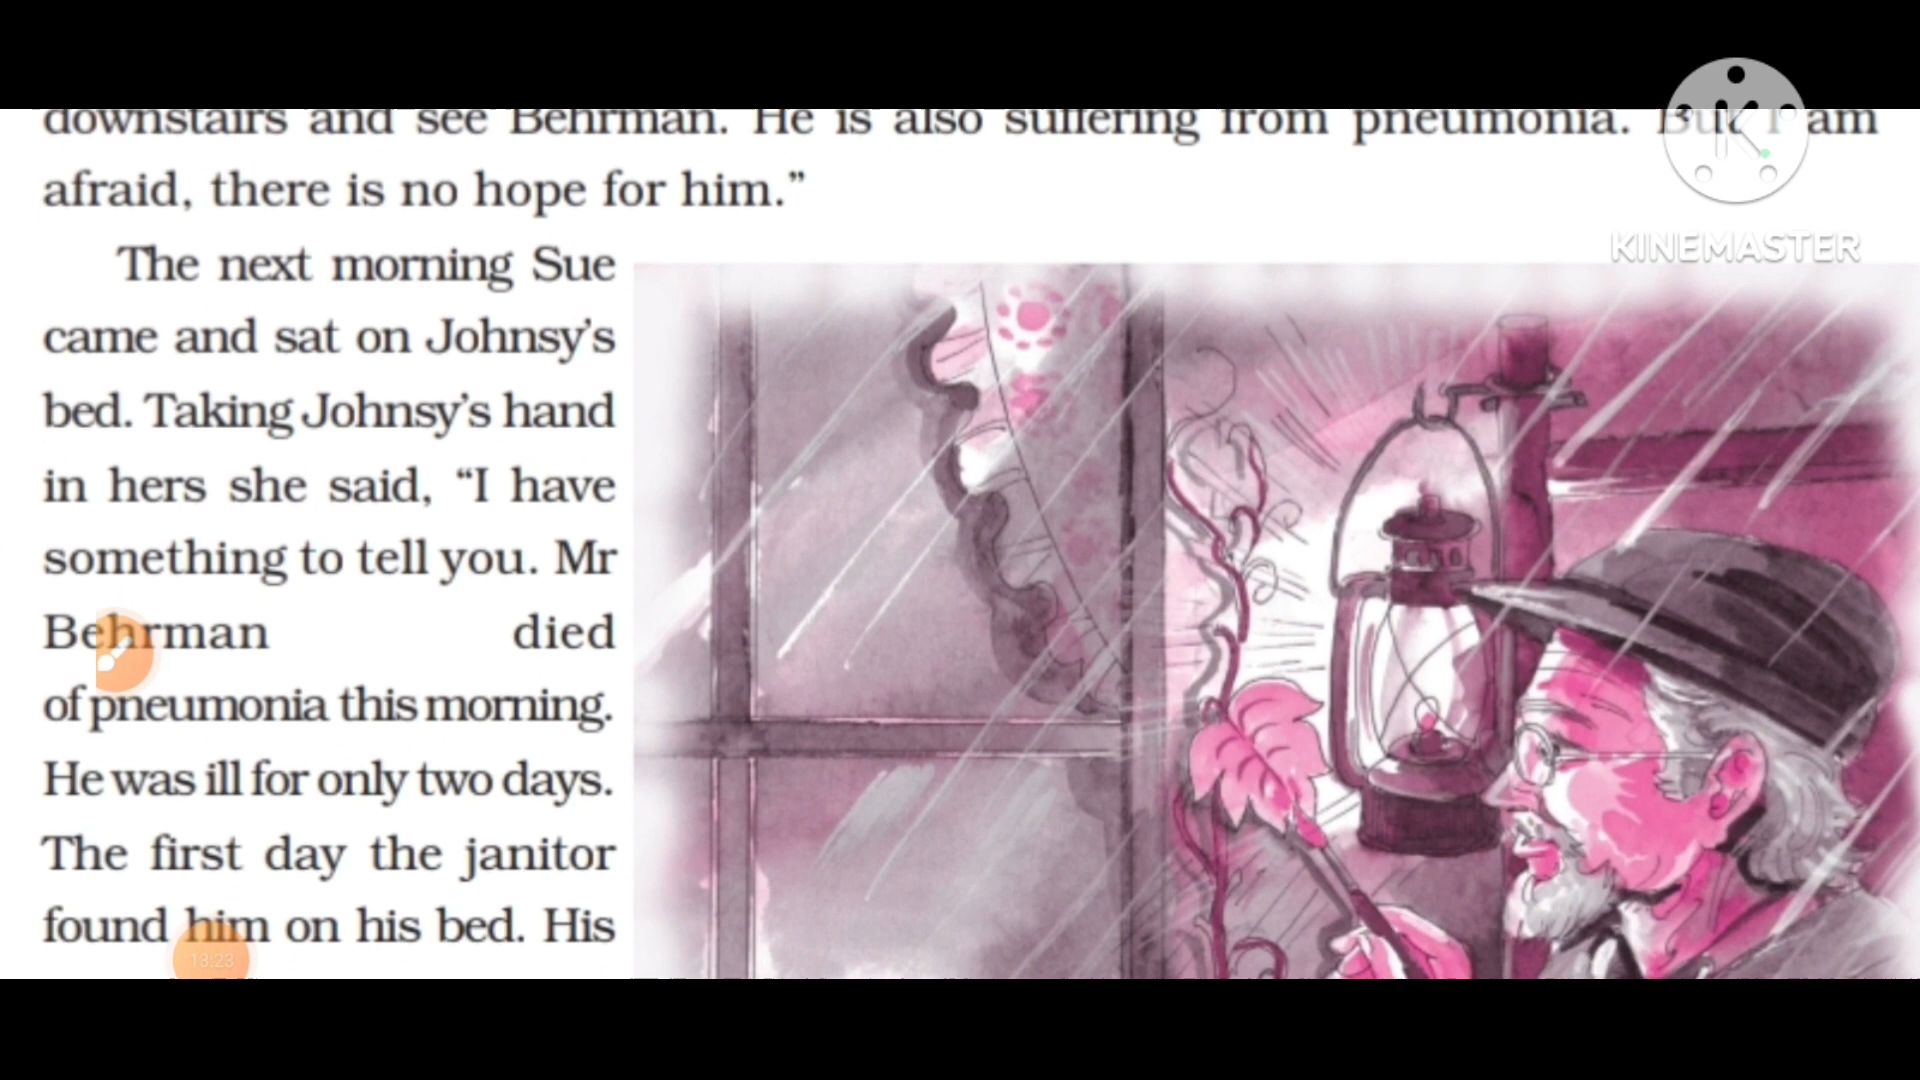 downstairs and see Behrman. He is also suffering from pneumonia. But I am
afraid, there is no hope for him.”
KINEMASTER
The next morning Sue
came and sat on Johnsy’s
bed. Taking Johnsy’s hand
in hers she said, “I have
something to tell you. Mr
Behrman died
of pneumonia this morning.
He was ill for only two days.
The first day the janitor
found him on his bed. His
13:23